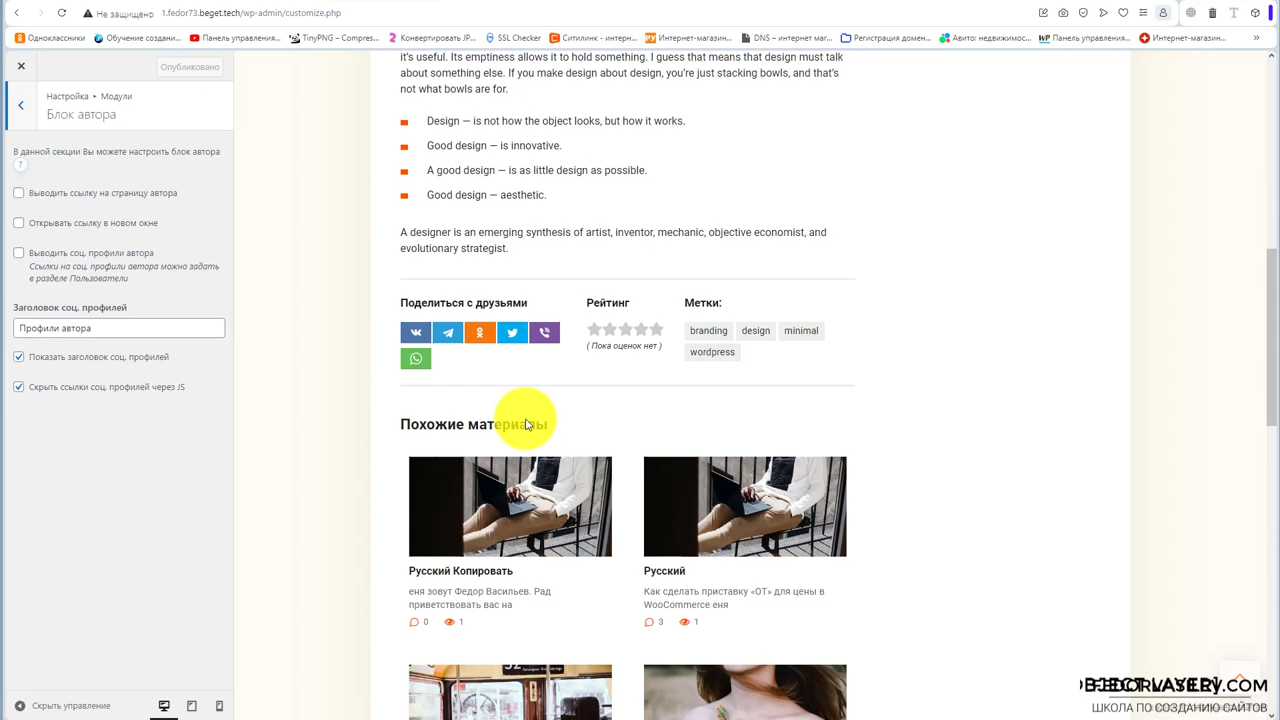 Не защищено
1.fedor73.beget.tech/wp-admin/customize.php
Одноклассники
Обучение создани...
Панель управления...
TinyPNG – Compres...
Конвертировать JP...
SSL Checker
Ситилинк - интерн...
Интернет-магазин...
DNS – интернет маг...
Регистрация домен...
Авито: недвижимос...
Панель управления...
Интернет-магазин...
Опубликовано
Настройка ▸ Модули
Блок автора
В данной секции Вы можете настроить блок автора
?
Выводить ссылку на страницу автора
Открывать ссылку в новом окне
Выводить соц. профили автора
Ссылки на соц. профили автора можно задать
в разделе Пользователи
Заголовок соц. профилей
Профили автора
Показать заголовок соц. профилей
Скрыть ссылки соц. профилей через JS
Скрыть управление
it's useful. Its emptiness allows it to hold something. I guess that means that design must talk
about something else. If you make design about design, you're just stacking bowls, and that's
not what bowls are for.
Design — is not how the object looks, but how it works.
Good design — is innovative.
A good design — is as little design as possible.
Good design — aesthetic.
A designer is an emerging synthesis of artist, inventor, mechanic, objective economist, and
evolutionary strategist.
Поделиться с друзьями
Рейтинг
( Пока оценок нет )
Метки:
branding design minimal
wordpress
Похожие материалы
Русский Копировать
еня зовут Федор Васильев. Рад
приветствовать вас на
0 1
Русский
Как сделать приставку «ОТ» для цены в
WooCommerce еня
3 1
ШКОЛА ПО СОЗДАНИЮ САЙТОВ